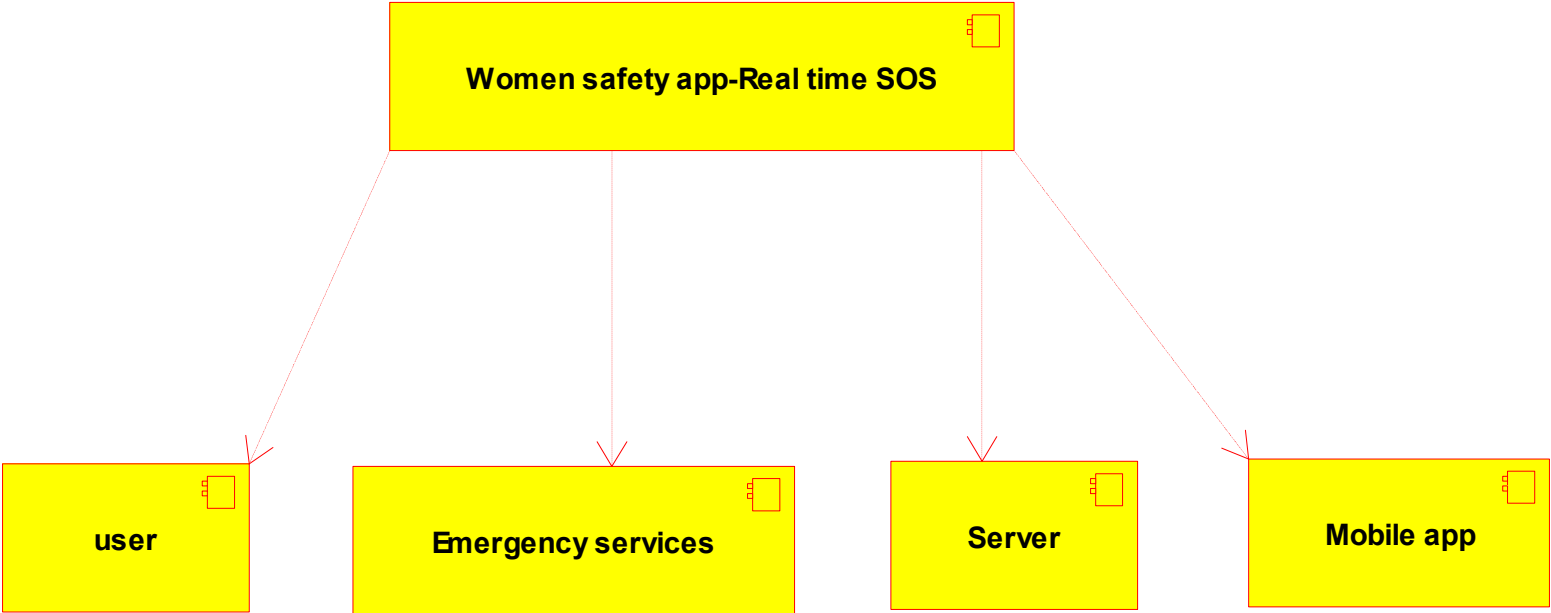 Women safety app-Real time SOS
user
Emergency services
Server
Mobile app